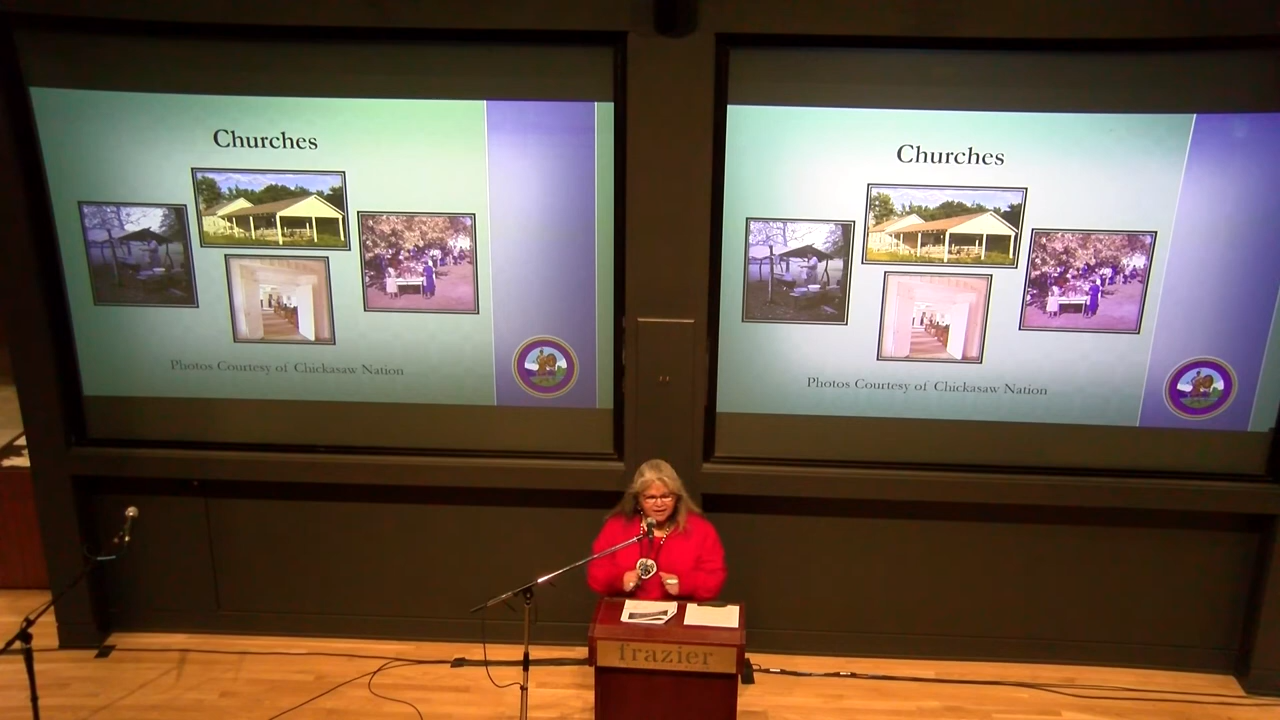 Churches
Photos Courtesy of Chickasaw Nation
Churches
Photos Courtesy of Chickasaw Nation
frazier